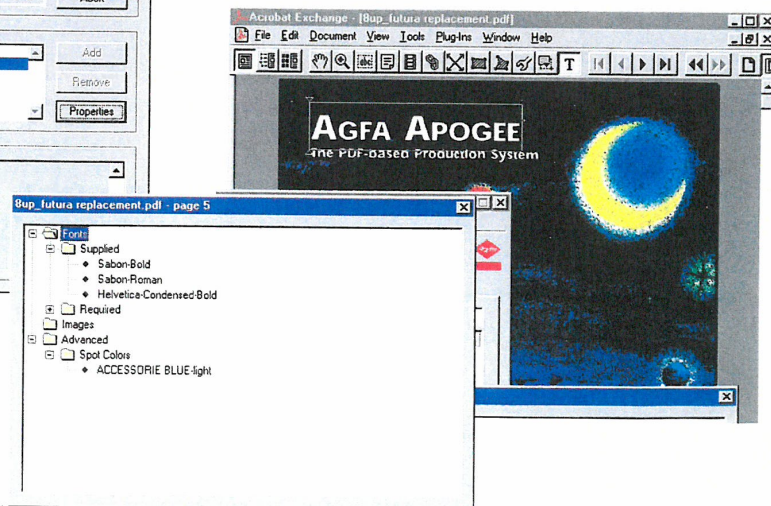 Add
Remove
Properties
Acrobat Exchange - [8up_futura replacement.pdf]
File Edit Document View Tools Plug-Ins Window Help
T
AGFA APOGEE
The PDF-based Production System
8up_futura replacement.pdf - page 5
Fonts
Supplied
Sabon-Bold
Sabon-Roman
Helvetica-Condensed-Bold
Required
Images
Advanced
Spot Colors
ACCESSORIE BLUE-light